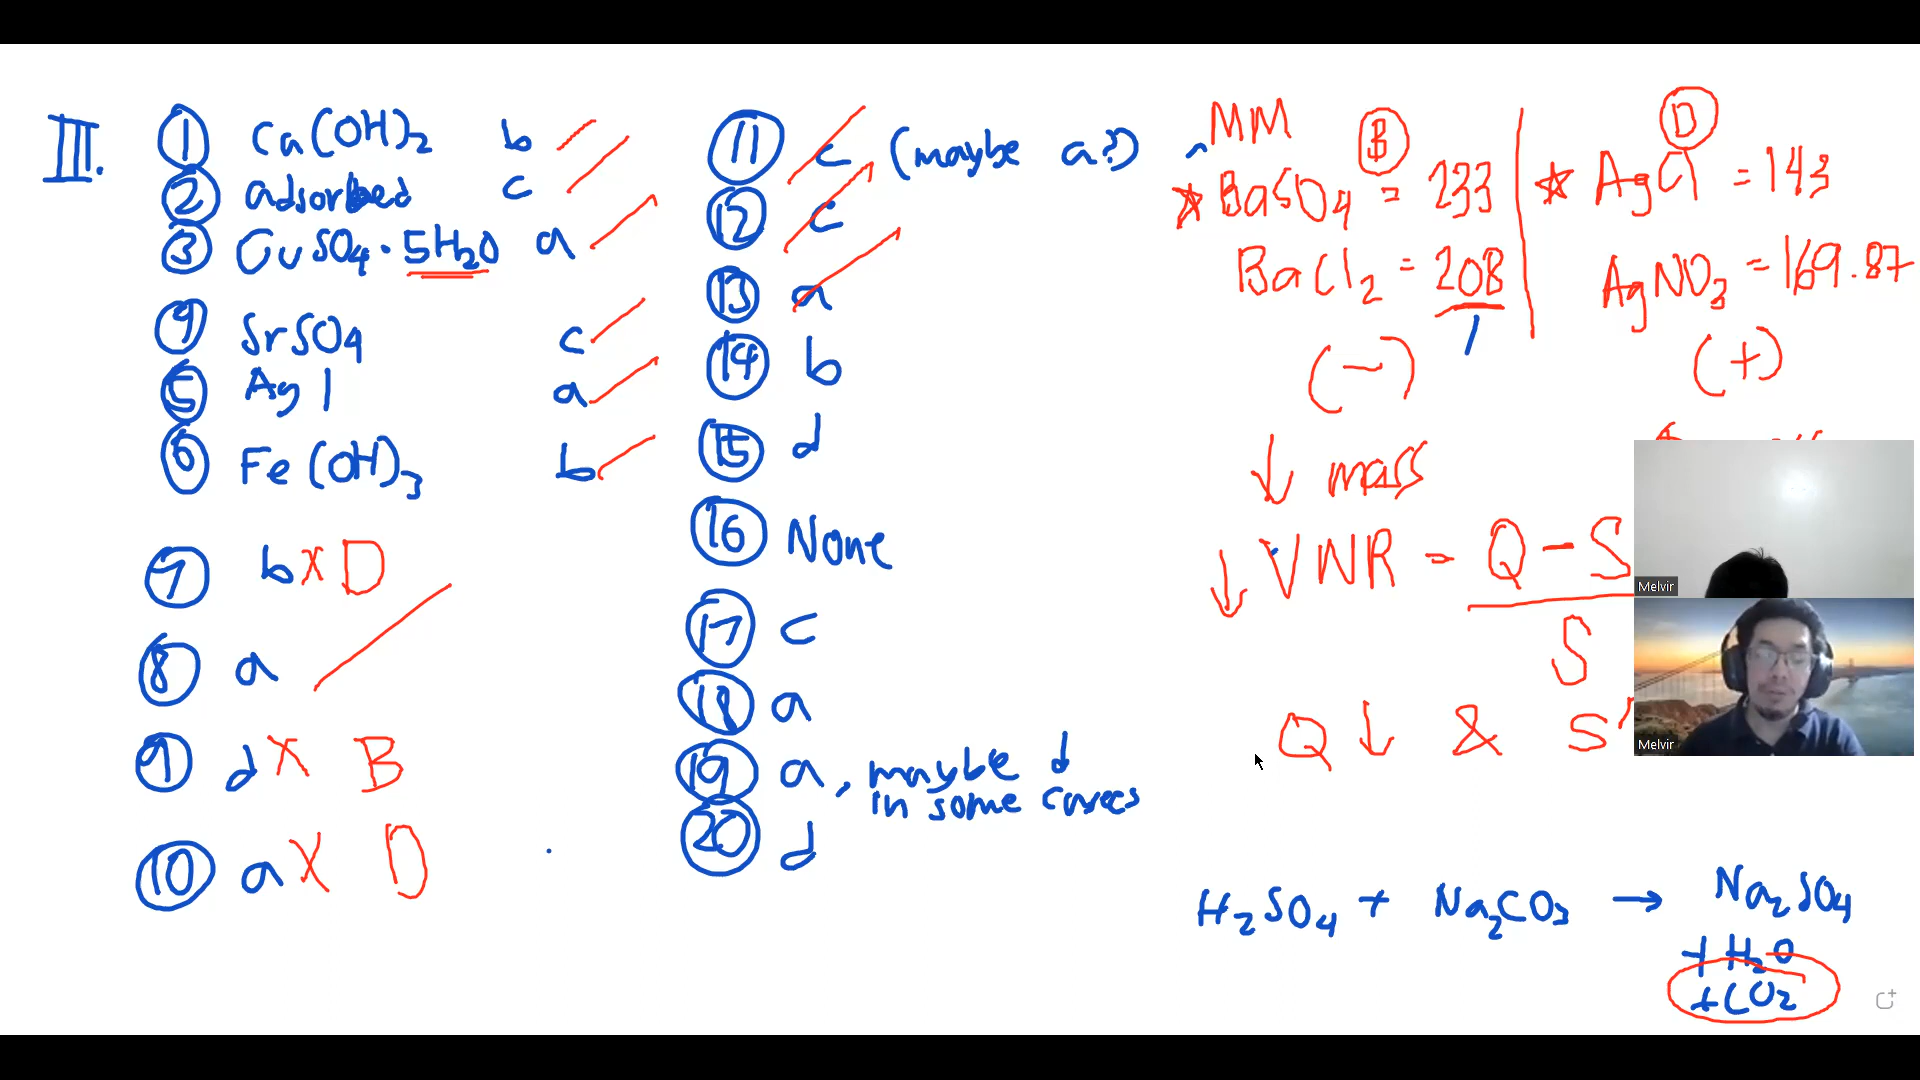 III.
① Ca(OH)₂ b
② adsorbed c
③ CuSO₄·5H₂O a
④ SrSO₄ c
⑤ AgI a
⑥ Fe(OH)₃ b
⑦ b X D
⑧ a
⑨ d X B
⑩ a X D
⑪ c (maybe a?)
⑫ c
⑬ a
⑭ b
⑮ d
⑯ None
⑰ c
⑱ a
⑲ a, maybe d
in some cases
⑳ d
MM
B
★ BaSO₄ = 233
BaCl₂ = 208
(-)
↓ mass
↓ VNR = Q - S
S
Q ↓ & S
D
★ AgCl = 143
AgNO₃ = 169.87
(+)
H₂SO₄ + Na₂CO₃ → Na₂SO₄
+ H₂O
+ CO₂
Melvir
Melvir